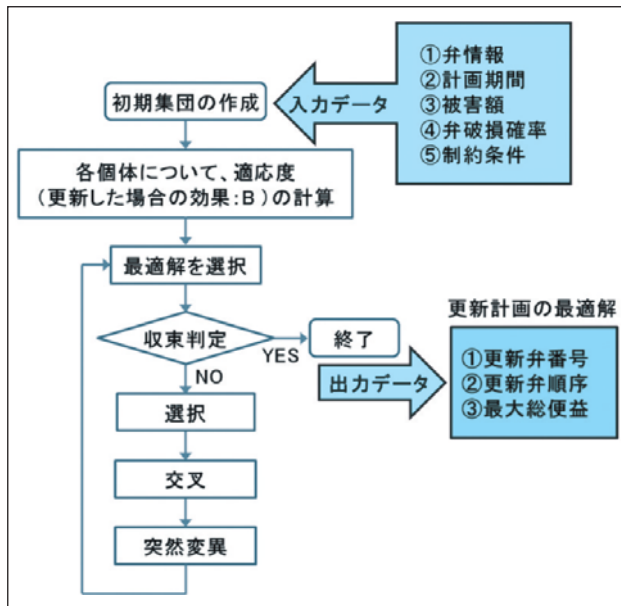 ①弁情報
②計画期間
③被害額
④弁破損確率
⑤制約条件
入力データ
初期集団の作成
各個体について、適応度
(更新した場合の効果:B)の計算
最適解を選択
収束判定
YES
終了
NO
選択
交叉
突然変異
出力データ
更新計画の最適解
①更新弁番号
②更新弁順序
③最大総便益